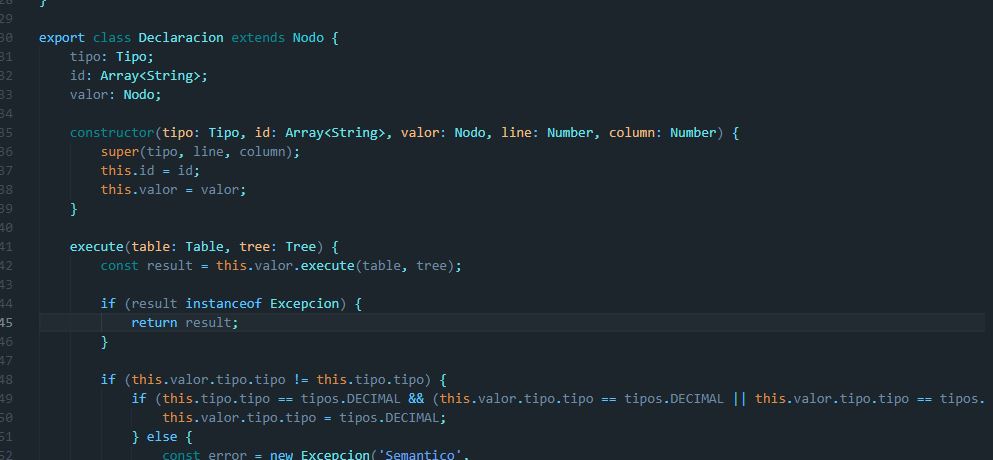 28 }
29
30 export class Declaracion extends Nodo {
31 tipo: Tipo;
32 id: Array<String>;
33 valor: Nodo;
34
35 constructor(tipo: Tipo, id: Array<String>, valor: Nodo, line: Number, column: Number) {
36 super(tipo, line, column);
37 this.id = id;
38 this.valor = valor;
39 }
40
41 execute(table: Table, tree: Tree) {
42 const result = this.valor.execute(table, tree);
43
44 if (result instanceof Excepcion) {
45 return result;
46 }
47
48 if (this.valor.tipo.tipo != this.tipo.tipo) {
49 if (this.tipo.tipo == tipos.DECIMAL && (this.valor.tipo.tipo == tipos.DECIMAL || this.valor.tipo.tipo == tipos.
50 this.valor.tipo.tipo = tipos.DECIMAL;
51 } else {
52 const error = new Excepcion('Semantico',